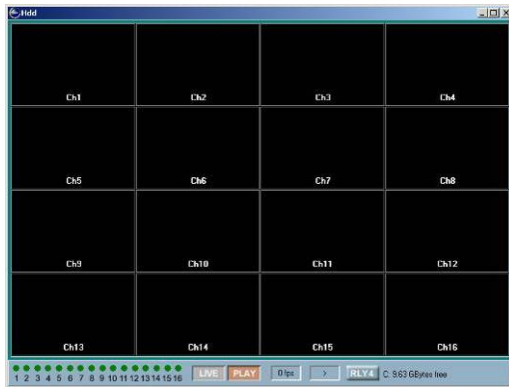 Hdd
Ch1 Ch2 Ch3 Ch4
Ch5 Ch6 Ch7 Ch8
Ch9 Ch10 Ch11 Ch12
Ch13 Ch14 Ch15 Ch16
1 2 3 4 5 6 7 8 9 10 11 12 13 14 15 16 LIVE PLAY 0 fps > RLY4 C: 9.63 GBytes free